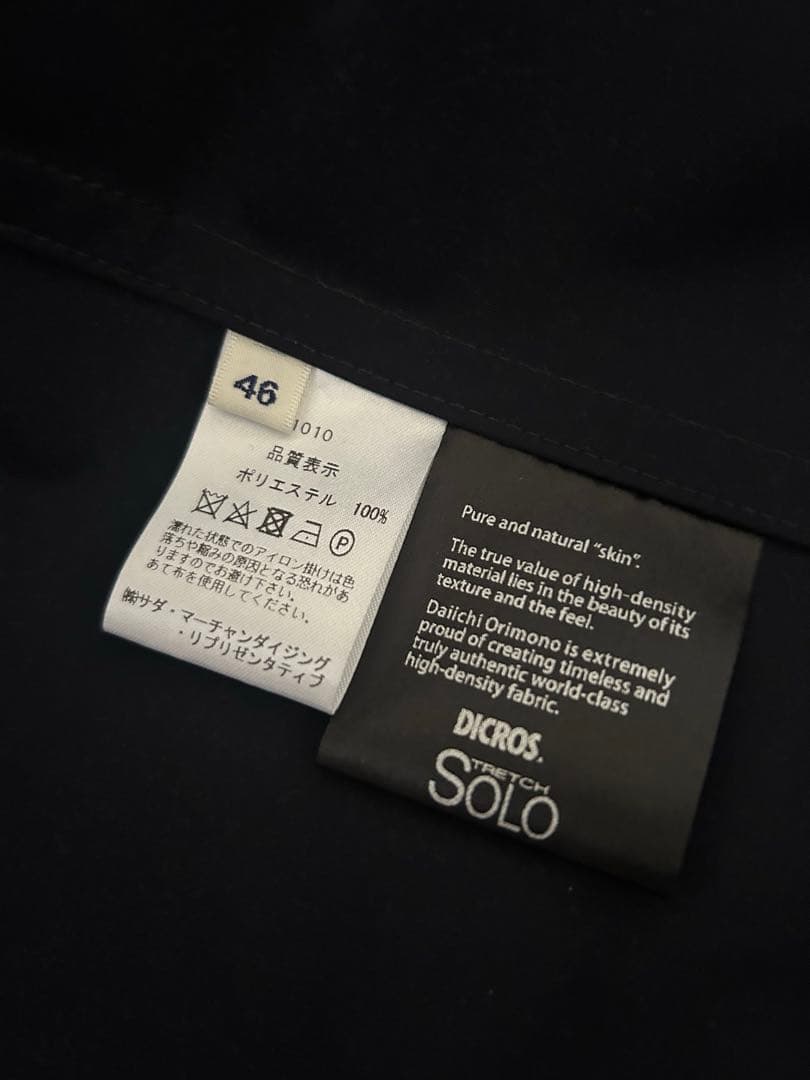 46
1010
品質表示
ポリエステル 100%
P
濡れた状態でのアイロン掛けは色
落ちや縮みの原因となる恐れがあ
りますのでお避け下さい。
あて布を使用してください。
㈱サダ・マーチャンダイジング
・リプリゼンタティブ
Pure and natural “skin”.
The true value of high-density
material lies in the beauty of its
texture and the feel.
Daiichi Orimono is extremely
proud of creating timeless and
truly authentic world-class
high-density fabric.
DICROS.
STRETCH
SOLO